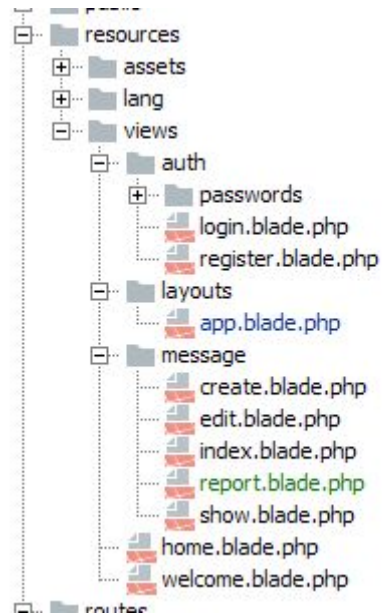 resources
assets
lang
views
auth
passwords
login.blade.php
register.blade.php
layouts
app.blade.php
message
create.blade.php
edit.blade.php
index.blade.php
report.blade.php
show.blade.php
home.blade.php
welcome.blade.php